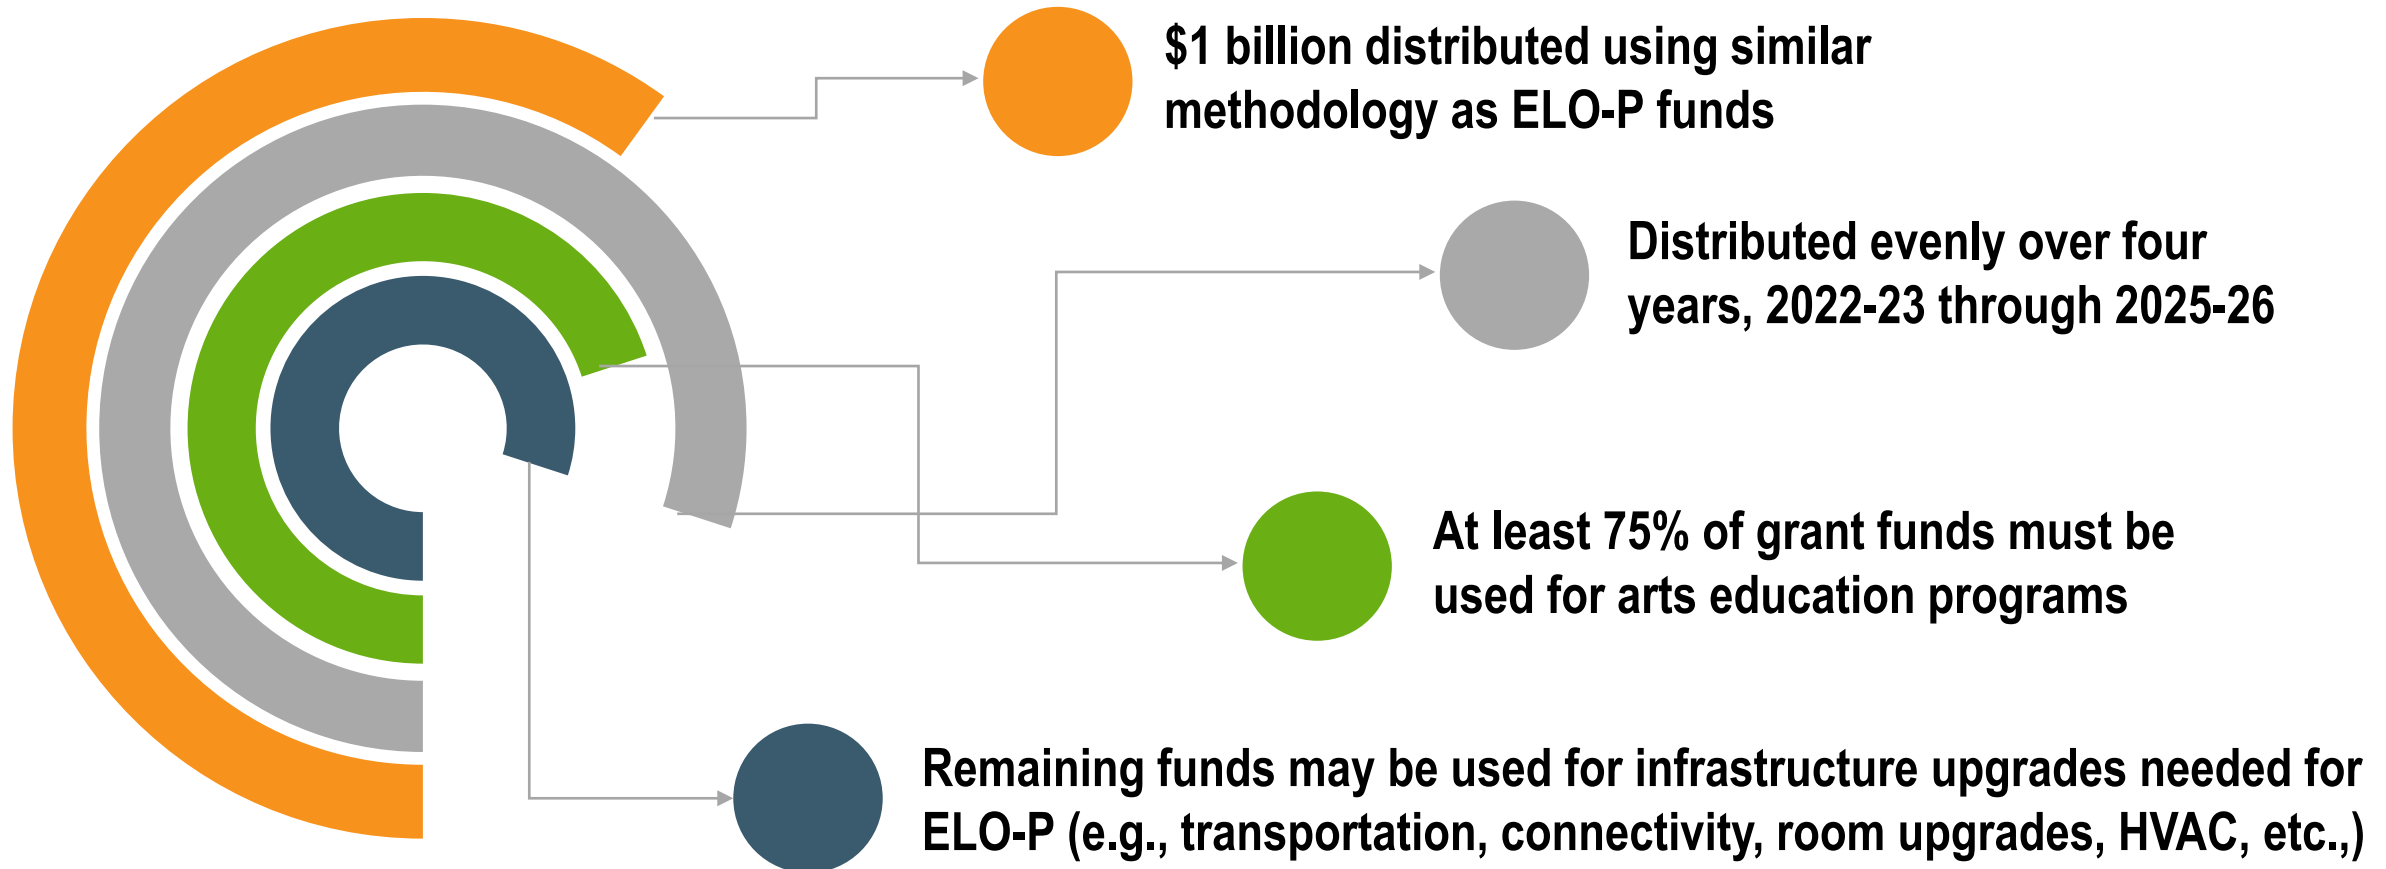 $1 billion distributed using similar
methodology as ELO-P funds
Distributed evenly over four
years, 2022-23 through 2025-26
At least 75% of grant funds must be
used for arts education programs
Remaining funds may be used for infrastructure upgrades needed for
ELO-P (e.g., transportation, connectivity, room upgrades, HVAC, etc.,)